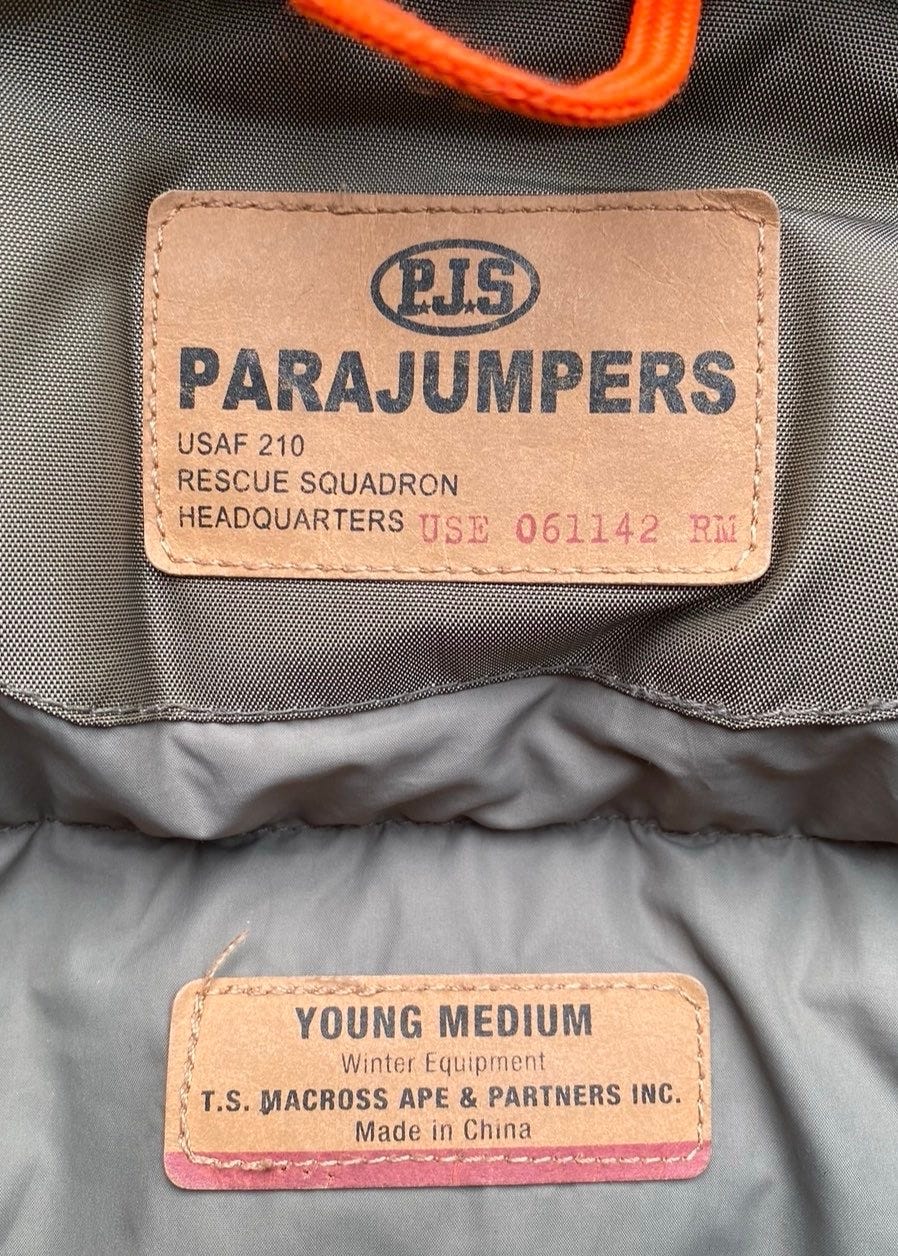 P.J.S
PARAJUMPERS
USAF 210
RESCUE SQUADRON
HEADQUARTERS USE 061142 RM
YOUNG MEDIUM
Winter Equipment
T.S. MACROSS APE & PARTNERS INC.
Made in China